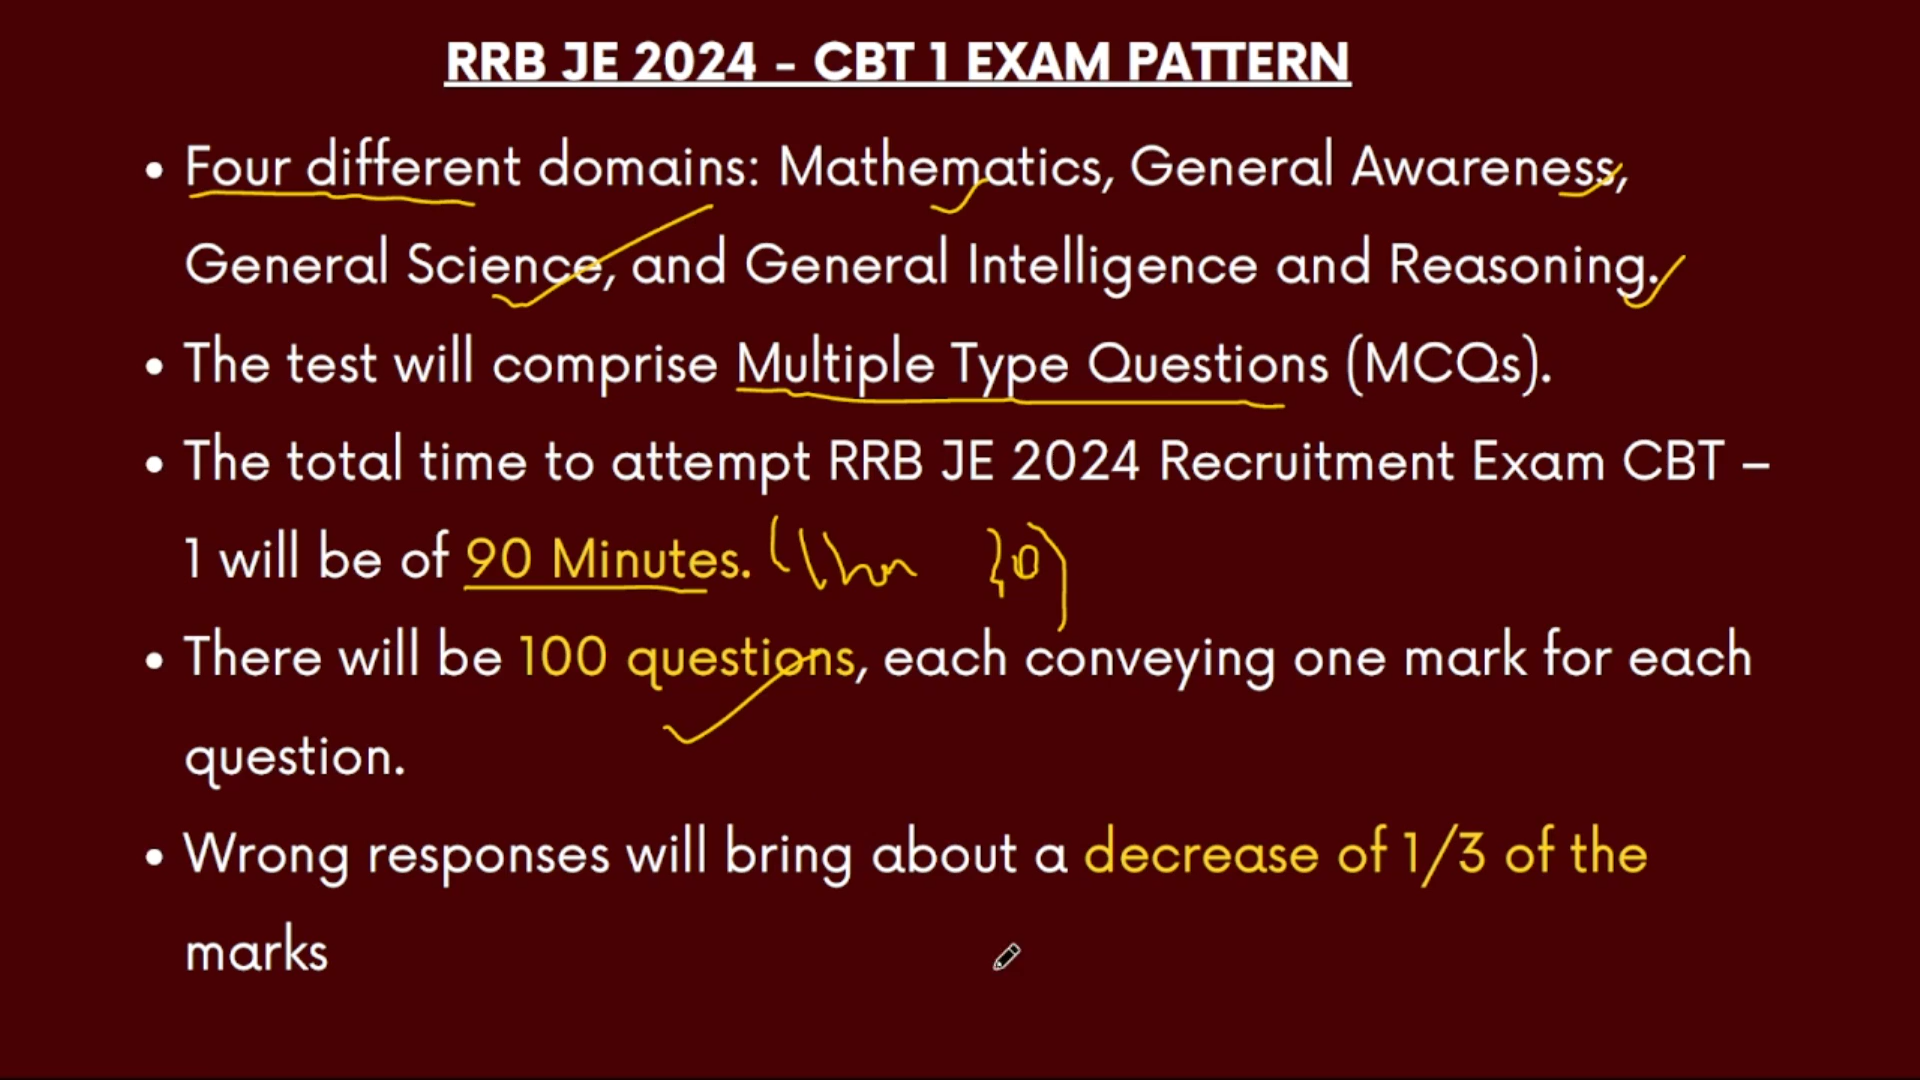 RRB JE 2024 - CBT 1 EXAM PATTERN
• Four different domains: Mathematics, General Awareness,
General Science, and General Intelligence and Reasoning.
• The test will comprise Multiple Type Questions (MCQs).
• The total time to attempt RRB JE 2024 Recruitment Exam CBT –
1 will be of 90 Minutes. (1hr 30)
• There will be 100 questions, each conveying one mark for each
question.
• Wrong responses will bring about a decrease of 1/3 of the
marks